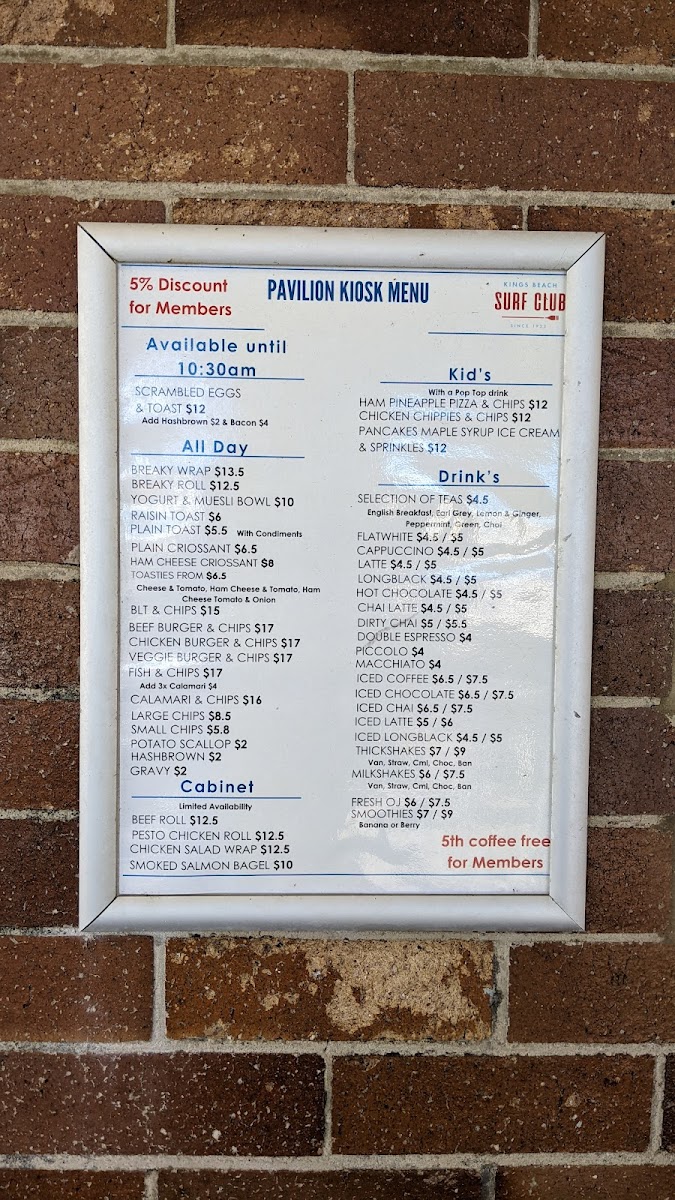 5% Discount
for Members
PAVILION KIOSK MENU
KINGS BEACH
SURF CLUB
SINCE 1922
Available until
10:30am
SCRAMBLED EGGS
& TOAST $12
Add Hashbrown $2 & Bacon $4
All Day
BREAKY WRAP $13.5
BREAKY ROLL $12.5
YOGURT & MUESLI BOWL $10
RAISIN TOAST $6
PLAIN TOAST $5.5 With Condiments
PLAIN CRIOSSANT $6.5
HAM CHEESE CRIOSSANT $8
TOASTIES FROM $6.5
Cheese & Tomato, Ham Cheese & Tomato, Ham
Cheese Tomato & Onion
BLT & CHIPS $15
BEEF BURGER & CHIPS $17
CHICKEN BURGER & CHIPS $17
VEGGIE BURGER & CHIPS $17
FISH & CHIPS $17
Add 3x Calamari $4
CALAMARI & CHIPS $16
LARGE CHIPS $8.5
SMALL CHIPS $5.8
POTATO SCALLOP $2
HASHBROWN $2
GRAVY $2
Cabinet
Limited Availability
BEEF ROLL $12.5
PESTO CHICKEN ROLL $12.5
CHICKEN SALAD WRAP $12.5
SMOKED SALMON BAGEL $10
Kid's
With a Pop Top drink
HAM PINEAPPLE PIZZA & CHIPS $12
CHICKEN CHIPPIES & CHIPS $12
PANCAKES MAPLE SYRUP ICE CREAM
& SPRINKLES $12
Drink's
SELECTION OF TEAS $4.5
English Breakfast, Earl Grey, Lemon & Ginger,
Peppermint, Green, Chai
FLATWHITE $4.5 / $5
CAPPUCCINO $4.5 / $5
LATTE $4.5 / $5
LONGBLACK $4.5 / $5
HOT CHOCOLATE $4.5 / $5
CHAI LATTE $4.5 / $5
DIRTY CHAI $5 / $5.5
DOUBLE ESPRESSO $4
PICCOLO $4
MACCHIATO $4
ICED COFFEE $6.5 / $7.5
ICED CHOCOLATE $6.5 / $7.5
ICED CHAI $6.5 / $7.5
ICED LATTE $5 / $6
ICED LONGBLACK $4.5 / $5
THICKSHAKES $7 / $9
Van, Straw, Cml, Choc, Ban
MILKSHAKES $6 / $7.5
Van, Straw, Cml, Choc, Ban
FRESH OJ $6 / $7.5
SMOOTHIES $7 / $9
Banana or Berry
5th coffee free
for Members